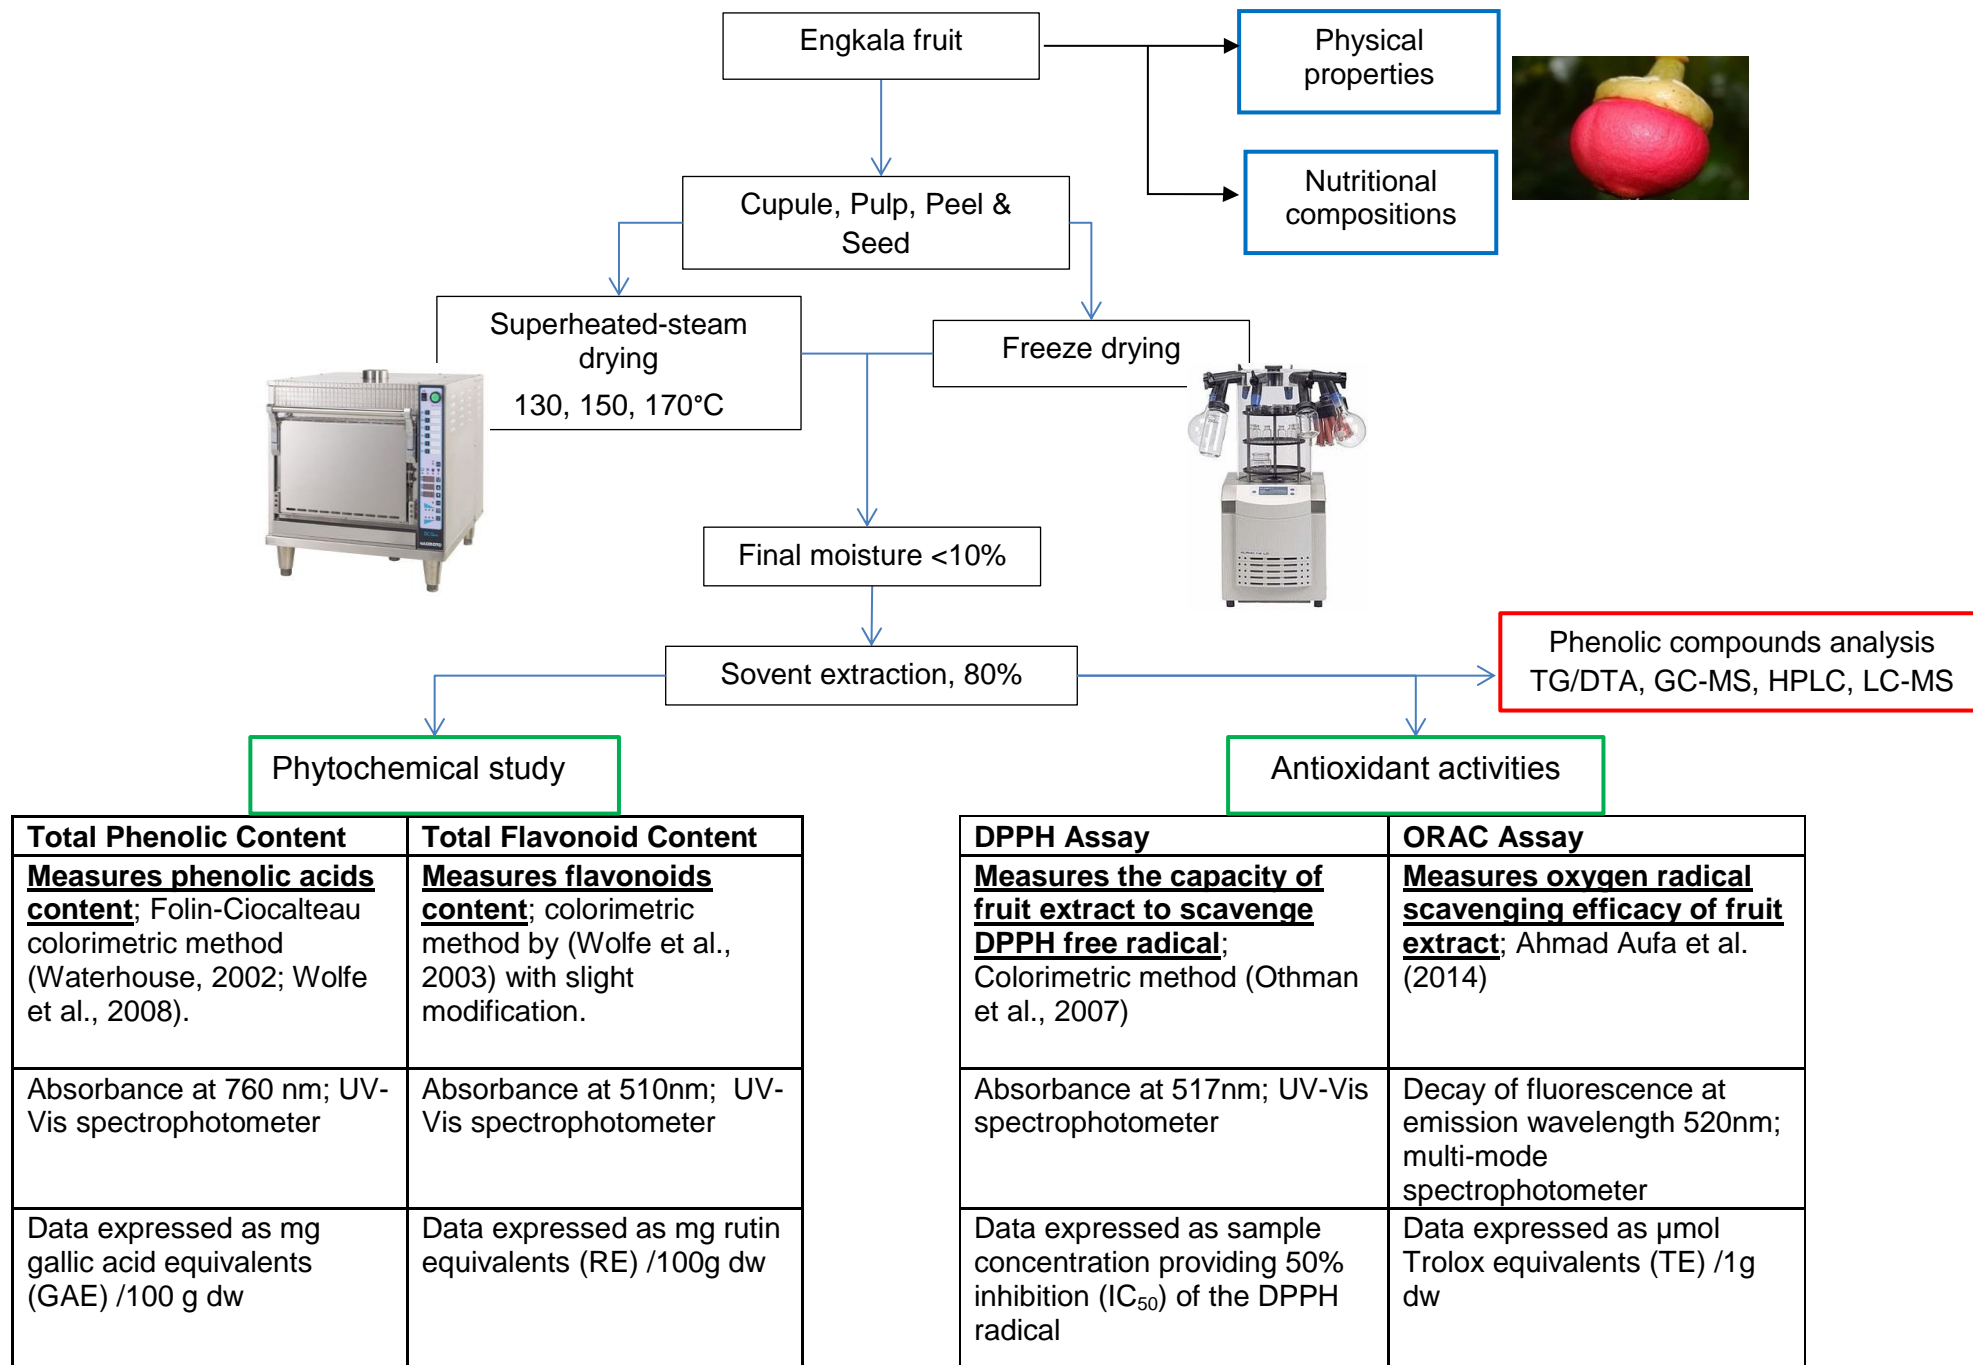 Engkala fruit
Physical
properties
Nutritional
compositions
Cupule, Pulp, Peel &
Seed
Superheated-steam
drying
130, 150, 170°C
Freeze drying
Final moisture <10%
Sovent extraction, 80%
Phenolic compounds analysis
TG/DTA, GC-MS, HPLC, LC-MS
Phytochemical study
Antioxidant activities
Total Phenolic Content
Measures phenolic acids
content; Folin-Ciocalteau
colorimetric method
(Waterhouse, 2002; Wolfe
et al., 2008).
Absorbance at 760 nm; UV-
Vis spectrophotometer
Data expressed as mg
gallic acid equivalents
(GAE) /100 g dw
Total Flavonoid Content
Measures flavonoids
content; colorimetric
method by (Wolfe et al.,
2003) with slight
modification.
Absorbance at 510nm;  UV-
Vis spectrophotometer
Data expressed as mg rutin
equivalents (RE) /100g dw
DPPH Assay
Measures the capacity of
fruit extract to scavenge
DPPH free radical;
Colorimetric method (Othman
et al., 2007)
Absorbance at 517nm; UV-Vis
spectrophotometer
Data expressed as sample
concentration providing 50%
inhibition (IC₅₀) of the DPPH
radical
ORAC Assay
Measures oxygen radical
scavenging efficacy of fruit
extract; Ahmad Aufa et al.
(2014)
Decay of fluorescence at
emission wavelength 520nm;
multi-mode
spectrophotometer
Data expressed as µmol
Trolox equivalents (TE) /1g
dw